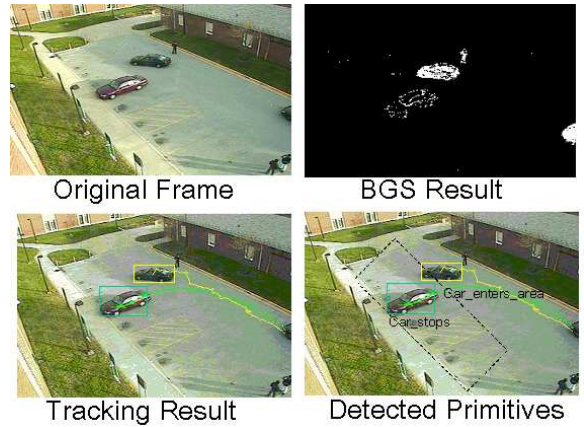 Original Frame
BGS Result
Car_enters_area
Car_stops
Tracking Result
Detected Primitives